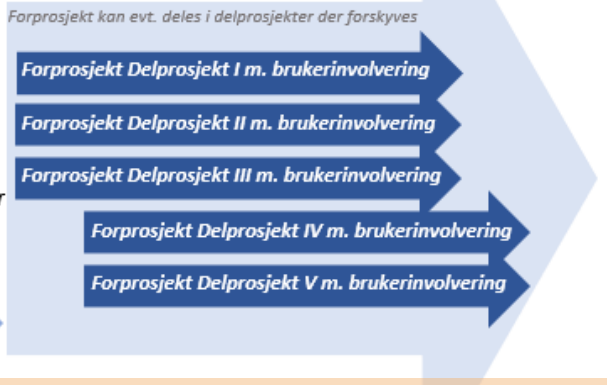 Forprosjekt kan evt. deles i delprosjekter der forskyves
Forprosjekt Delprosjekt I m. brukerinvolvering
Forprosjekt Delprosjekt II m. brukerinvolvering
Forprosjekt Delprosjekt III m. brukerinvolvering
Forprosjekt Delprosjekt IV m. brukerinvolvering
Forprosjekt Delprosjekt V m. brukerinvolvering